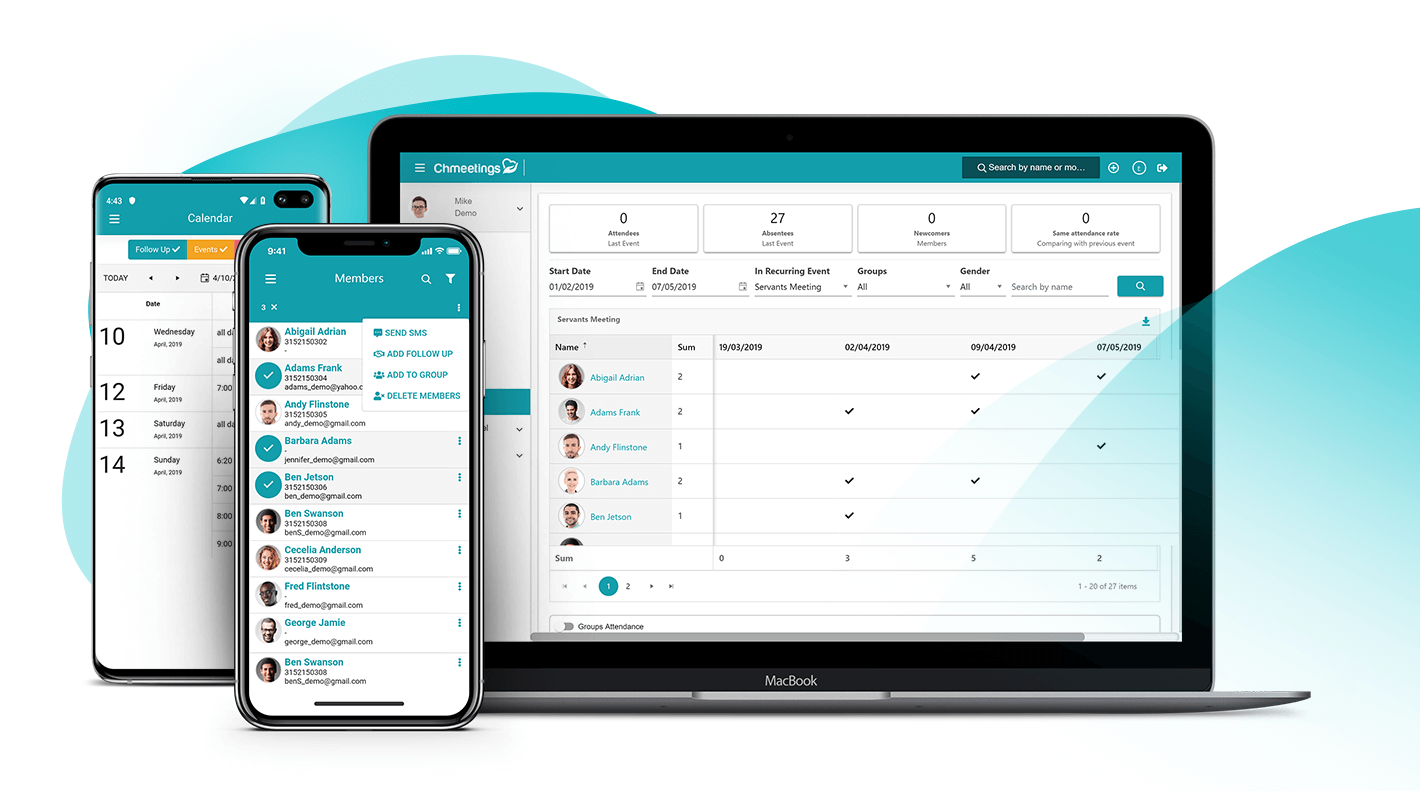 4:43
Calendar
Follow Up
Events
TODAY
4/10/2
Date
10
Wednesday
April, 2019
all da
all da
12
Friday
April, 2019
7:00
13
Saturday
April, 2019
all da
14
Sunday
April, 2019
6:20
7:00
8:00
9:00
9:41
Members
3 ×
SEND SMS
ADD FOLLOW UP
ADD TO GROUP
DELETE MEMBERS
Abigail Adrian
3152150302
-
Adams Frank
3152150304
adams_demo@yahoo.c
Andy Flinstone
3152150305
andy_demo@gmail.com
Barbara Adams
-
jennifer_demo@gmail.com
Ben Jetson
3152150306
ben_demo@gmail.com
Ben Swanson
3152150308
benS_demo@gmail.com
Cecelia Anderson
3152150309
cecelia_demo@gmail.com
Fred Flintstone
-
fred_demo@gmail.com
George Jamie
-
george_demo@gmail.com
Ben Swanson
3152150308
benS_demo@gmail.com
Chmeetings
Search by name or mo...
Mike
Demo
0 27 0 0
Attendees Absentees Newcomers Same attendance rate
Last Event Last Event Members Comparing with previous event
Start Date End Date In Recurring Event Groups Gender
01/02/2019 07/05/2019 Servants Meeting All All Search by name
Servants Meeting
Name ↑ Sum 19/03/2019 02/04/2019 09/04/2019 07/05/2019
Abigail Adrian 2
Adams Frank 2
Andy Flinstone 1
Barbara Adams 2
Ben Jetson 1
Sum 0 3 5 2
1 2 1 - 20 of 27 items
Groups Attendance
MacBook